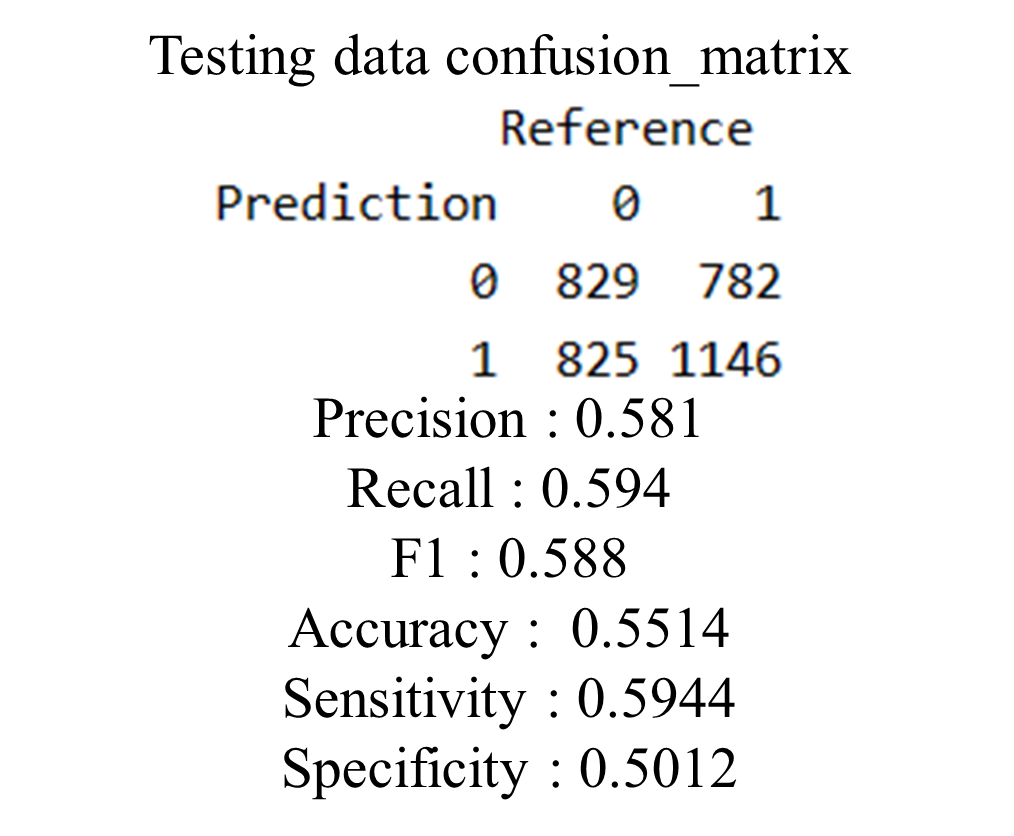 Testing data confusion_matrix
Reference
Prediction 0 1
0 829 782
1 825 1146
Precision : 0.581
Recall : 0.594
F1 : 0.588
Accuracy : 0.5514
Sensitivity : 0.5944
Specificity : 0.5012